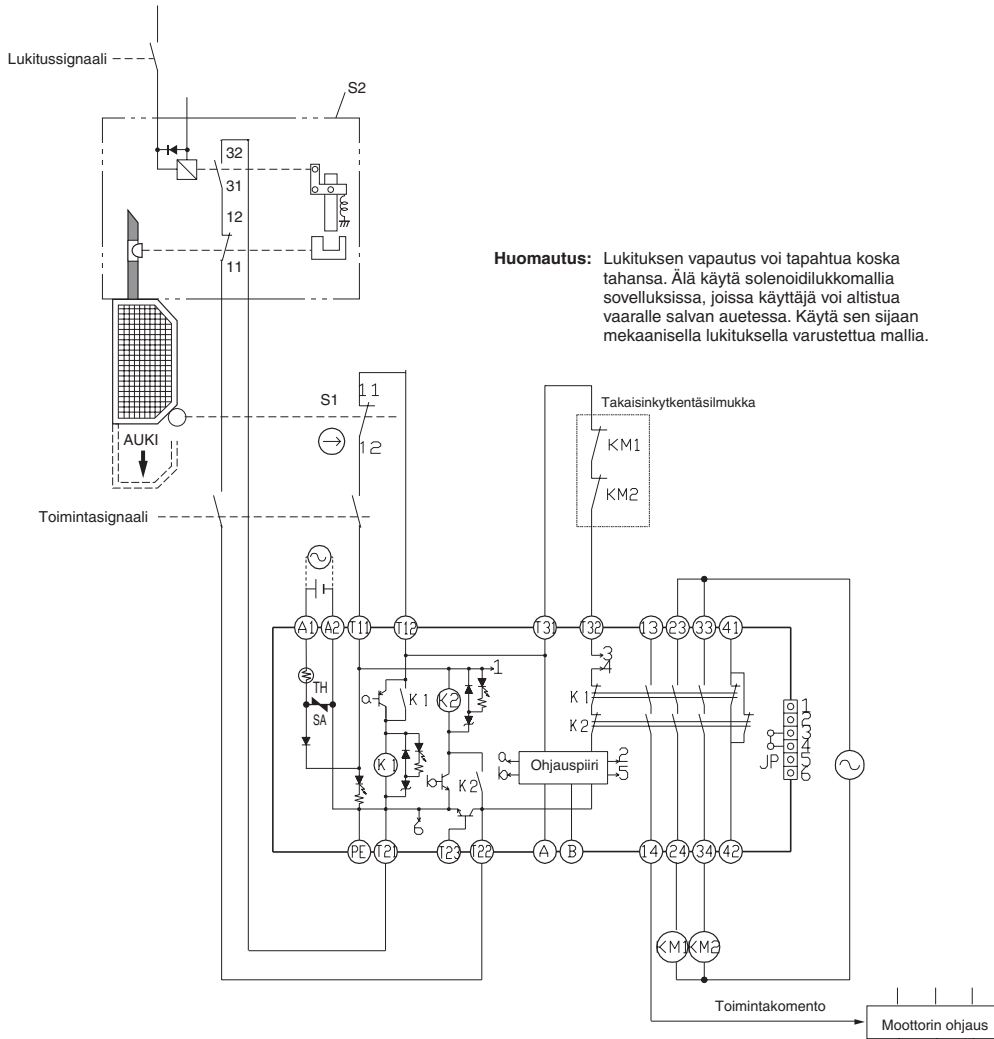 Lukitussignaali
S2
32
31
12
11
Huomautus: Lukituksen vapautus voi tapahtua koska
tahansa. Älä käytä solenoidilukkomallia
sovelluksissa, joissa käyttäjä voi altistua
vaaralle salvan auetessa. Käytä sen sijaan
mekaanisella lukituksella varustettua mallia.
S1
11
12
Takaisinkytkentäsilmukka
KM1
KM2
AUKI
Toimintasignaali
A1 A2 T11 T12 T31 T32 13 23 33 41
3
4
1
TH
SA
a
K1
K2
K1
K2
K1
b
K2
a
b
Ohjauspiiri
2
5
6
JP
1
2
3
4
5
6
PE T21 T23 T22 A B 14 24 34 42
KM1 KM2
Toimintakomento
Moottorin ohjaus